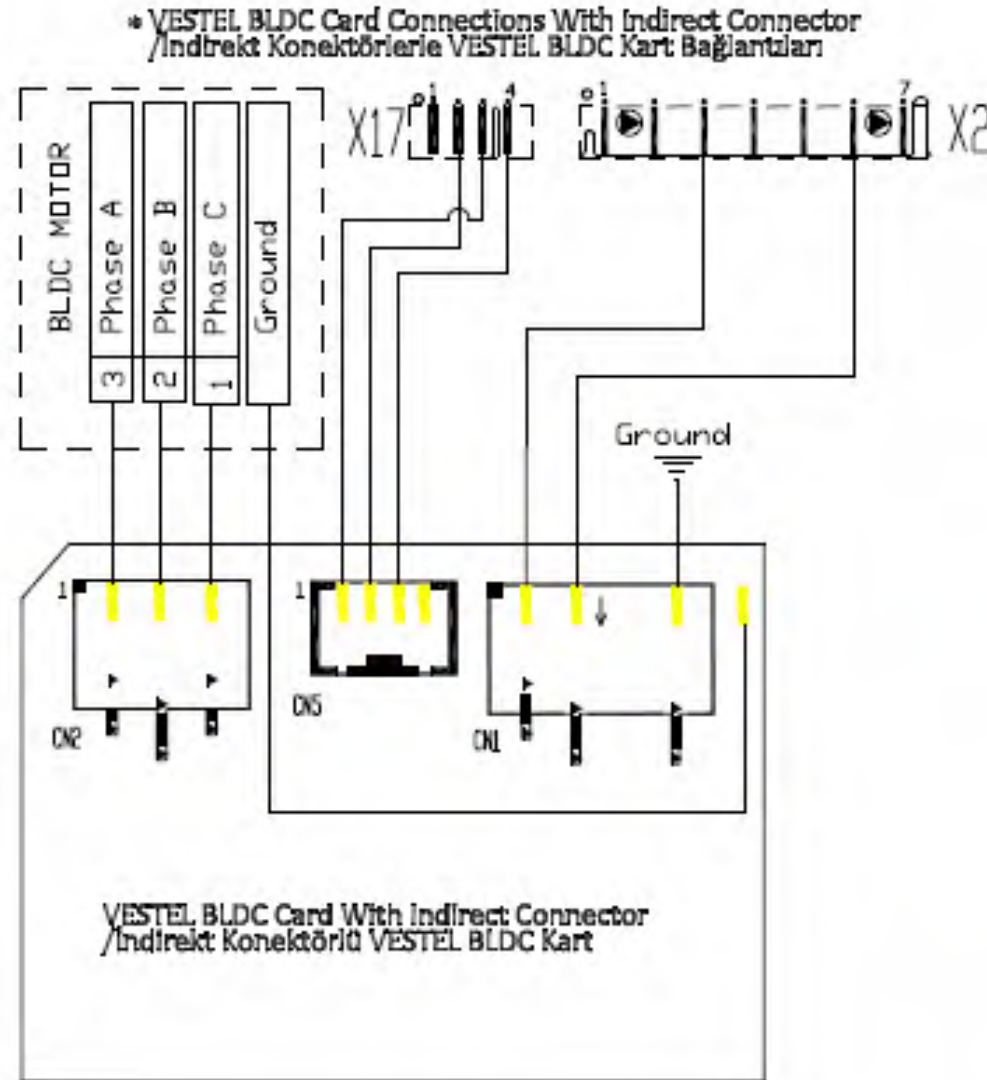 * VESTEL BLDC Card Connections With Indirect Connector
/İndirekt Konektörlerle VESTEL BLDC Kart Bağlantıları
X17
1
4
1
7
X2
BLDC MOTOR
3 Phase A
2 Phase B
1 Phase C
Ground
Ground
1
1
CN2
CN5
CN1
VESTEL BLDC Card With Indirect Connector
/İndirekt Konektörlü VESTEL BLDC Kart